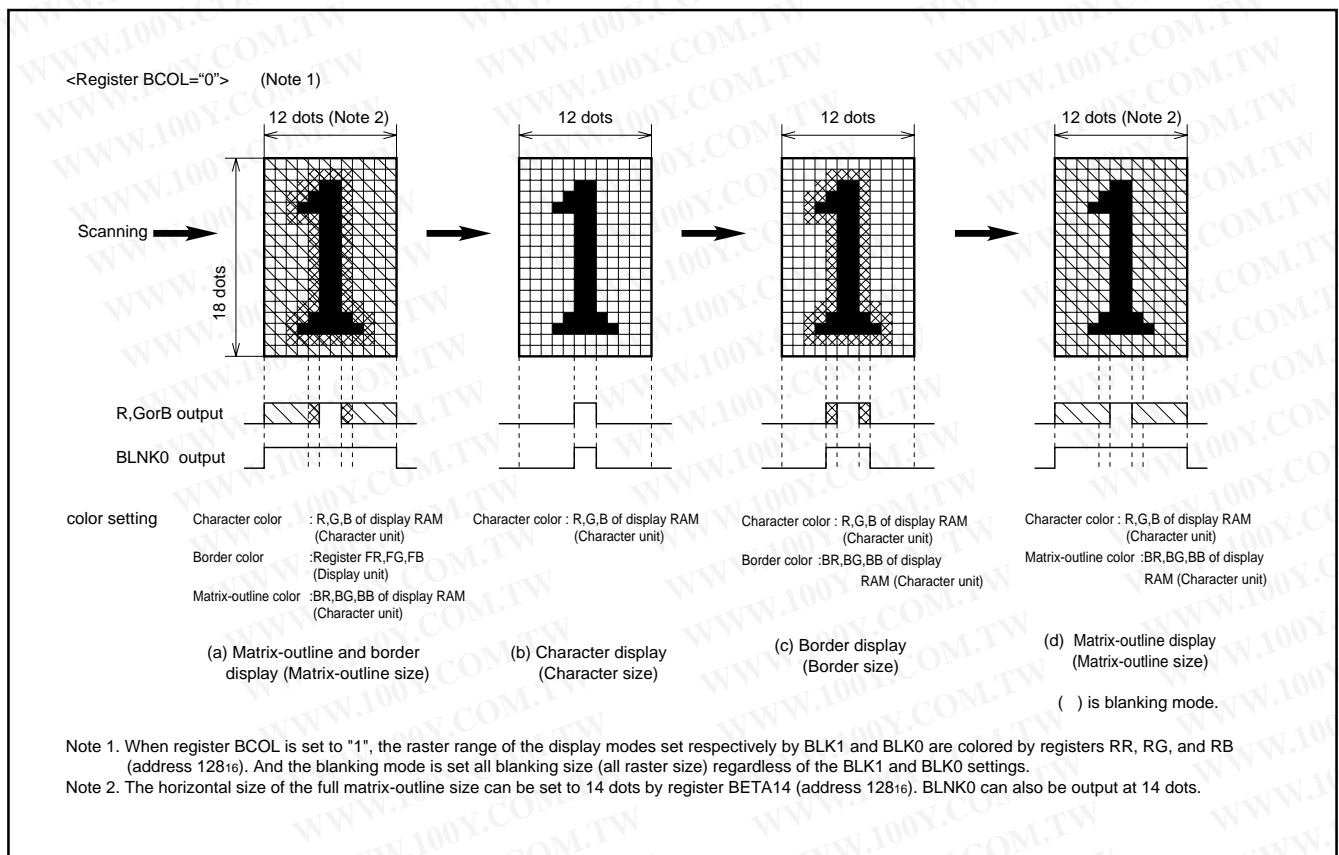 <Register BCOL=“0”> (Note 1)
12 dots (Note 2)
12 dots
12 dots
12 dots (Note 2)
Scanning
18 dots
R,GorB output
BLNK0 output
color setting
Character color : R,G,B of display RAM
(Character unit)
Border color :Register FR,FG,FB
(Display unit)
Matrix-outline color :BR,BG,BB of display RAM
(Character unit)
Character color : R,G,B of display RAM
(Character unit)
Character color : R,G,B of display RAM
(Character unit)
Border color :BR,BG,BB of display
RAM (Character unit)
Character color : R,G,B of display RAM
(Character unit)
Matrix-outline color :BR,BG,BB of display
RAM (Character unit)
(a) Matrix-outline and border
display (Matrix-outline size)
(b) Character display
(Character size)
(c) Border display
(Border size)
(d) Matrix-outline display
(Matrix-outline size)
( ) is blanking mode.
Note 1. When register BCOL is set to "1", the raster range of the display modes set respectively by BLK1 and BLK0 are colored by registers RR, RG, and RB
(address 12816). And the blanking mode is set all blanking size (all raster size) regardless of the BLK1 and BLK0 settings.
Note 2. The horizontal size of the full matrix-outline size can be set to 14 dots by register BETA14 (address 12816). BLNK0 can also be output at 14 dots.
WWW.100Y.COM.TW